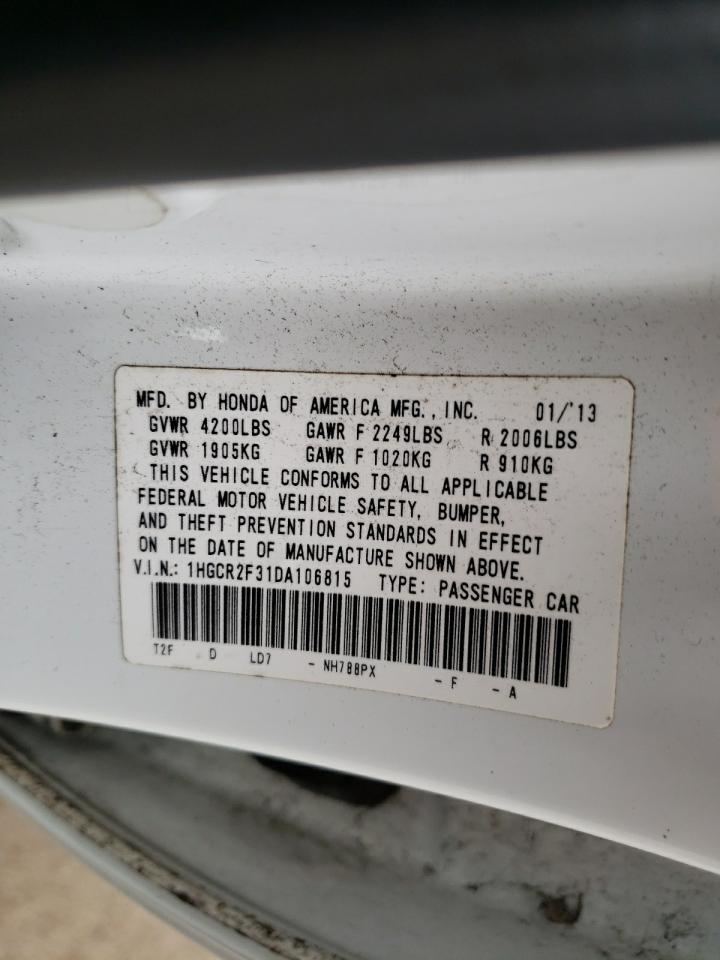 MFD. BY HONDA OF AMERICA MFG., INC. 01/'13
GVWR 4200LBS GAWR F 2249LBS R 2006LBS
GVWR 1905KG GAWR F 1020KG R 910KG
THIS VEHICLE CONFORMS TO ALL APPLICABLE
FEDERAL MOTOR VEHICLE SAFETY, BUMPER,
AND THEFT PREVENTION STANDARDS IN EFFECT
ON THE DATE OF MANUFACTURE SHOWN ABOVE.
V.I.N.: 1HGCR2F31DA106815 TYPE: PASSENGER CAR
T2F D LD7 - NH788PX - F - A